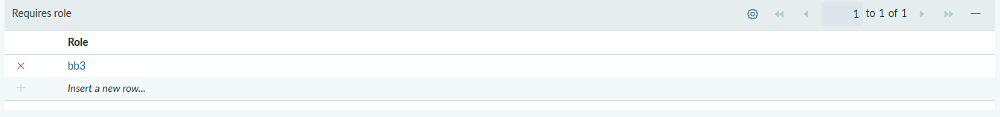 Requires role
1 to 1 of 1
Role
bb3
Insert a new row...